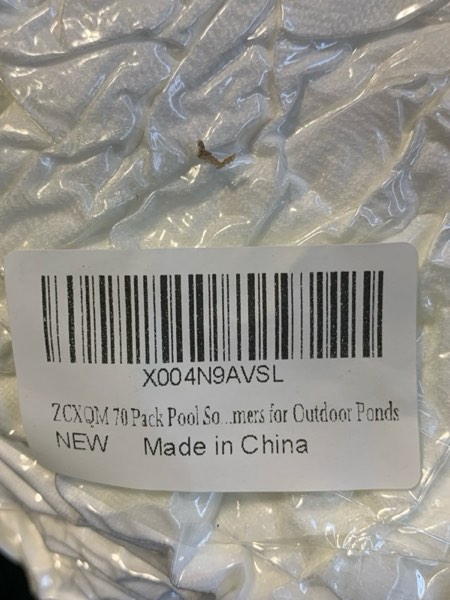 X004N9AVSL
ZCXQM 70 Pack Pool So...mers for Outdoor Ponds
NEW Made in China